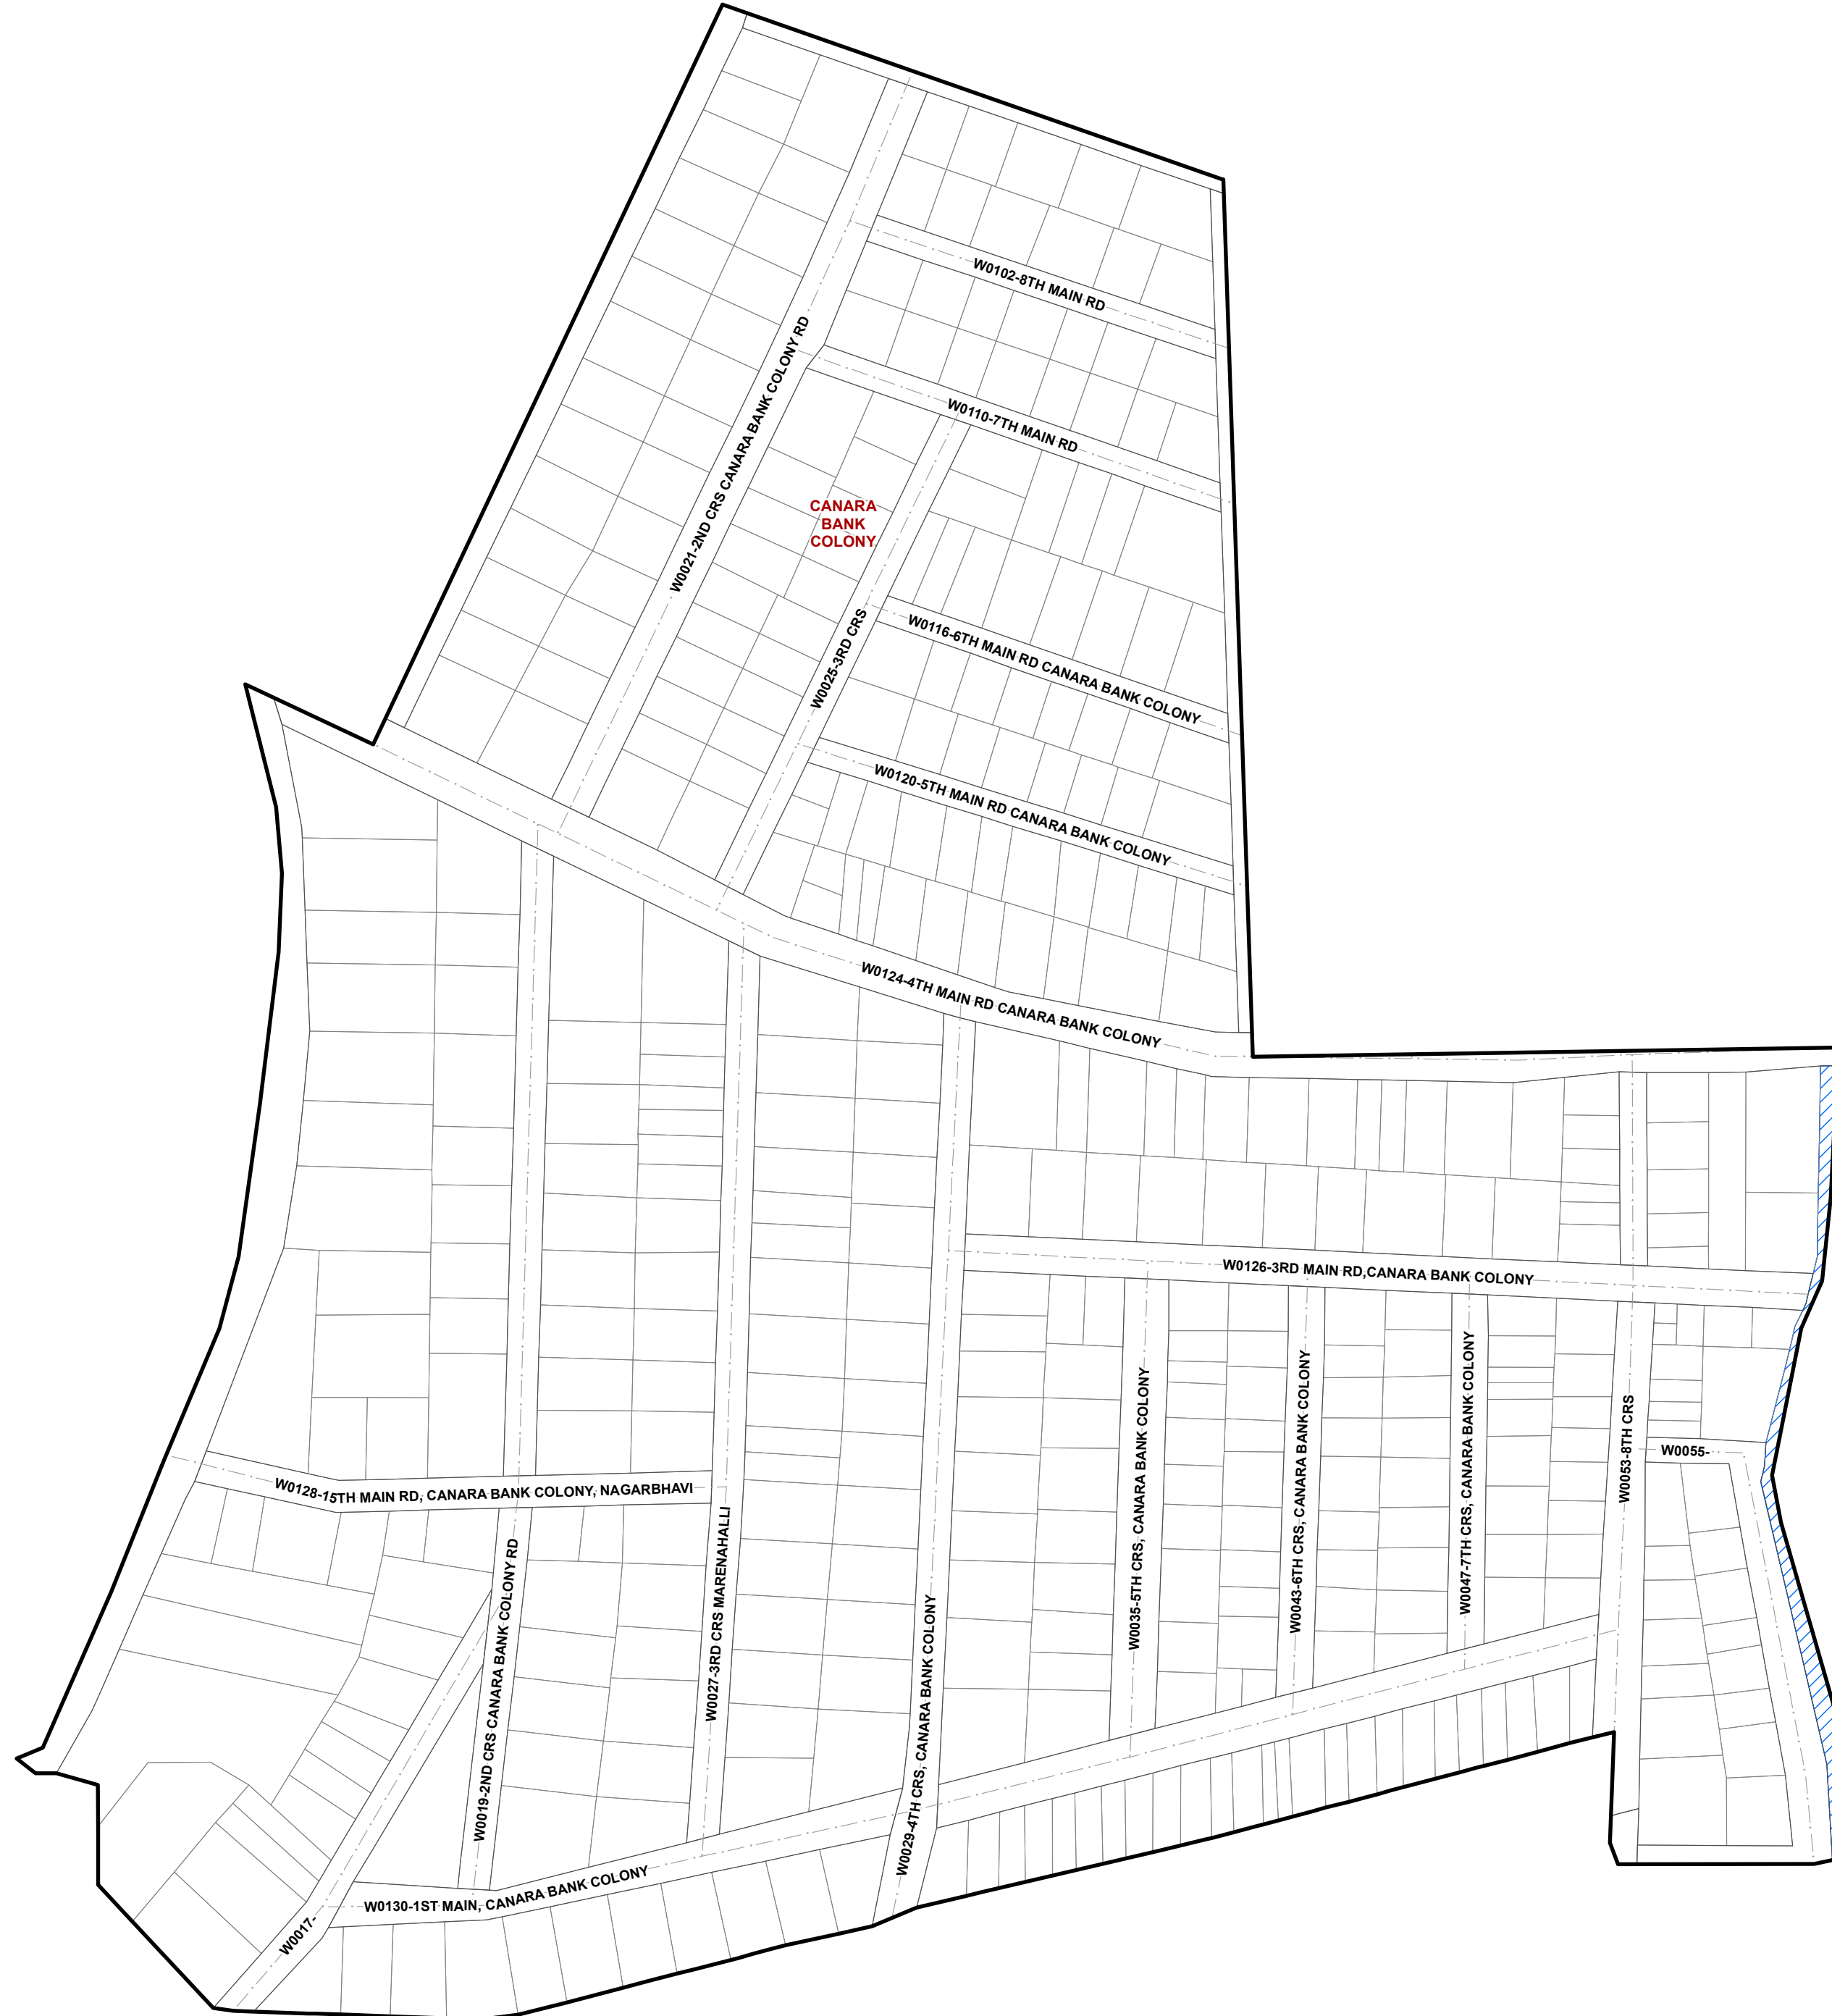 W0102-8TH MAIN RD
W0021-2ND CRS CANARA BANK COLONY RD
W0110-7TH MAIN RD
CANARA
BANK
COLONY
W0025-3RD CRS
W0116-6TH MAIN RD CANARA BANK COLONY
W0120-5TH MAIN RD CANARA BANK COLONY
W0124-4TH MAIN RD CANARA BANK COLONY
W0126-3RD MAIN RD,CANARA BANK COLONY
W0035-5TH CRS, CANARA BANK COLONY
W0043-6TH CRS, CANARA BANK COLONY
W0047-7TH CRS, CANARA BANK COLONY
W0053-8TH CRS
W0055-
W0128-15TH MAIN RD, CANARA BANK COLONY, NAGARBHAVI
W0019-2ND CRS CANARA BANK COLONY RD
W0027-3RD CRS MARENAHALLI
W0029-4TH CRS, CANARA BANK COLONY
W0130-1ST MAIN, CANARA BANK COLONY
W0017-